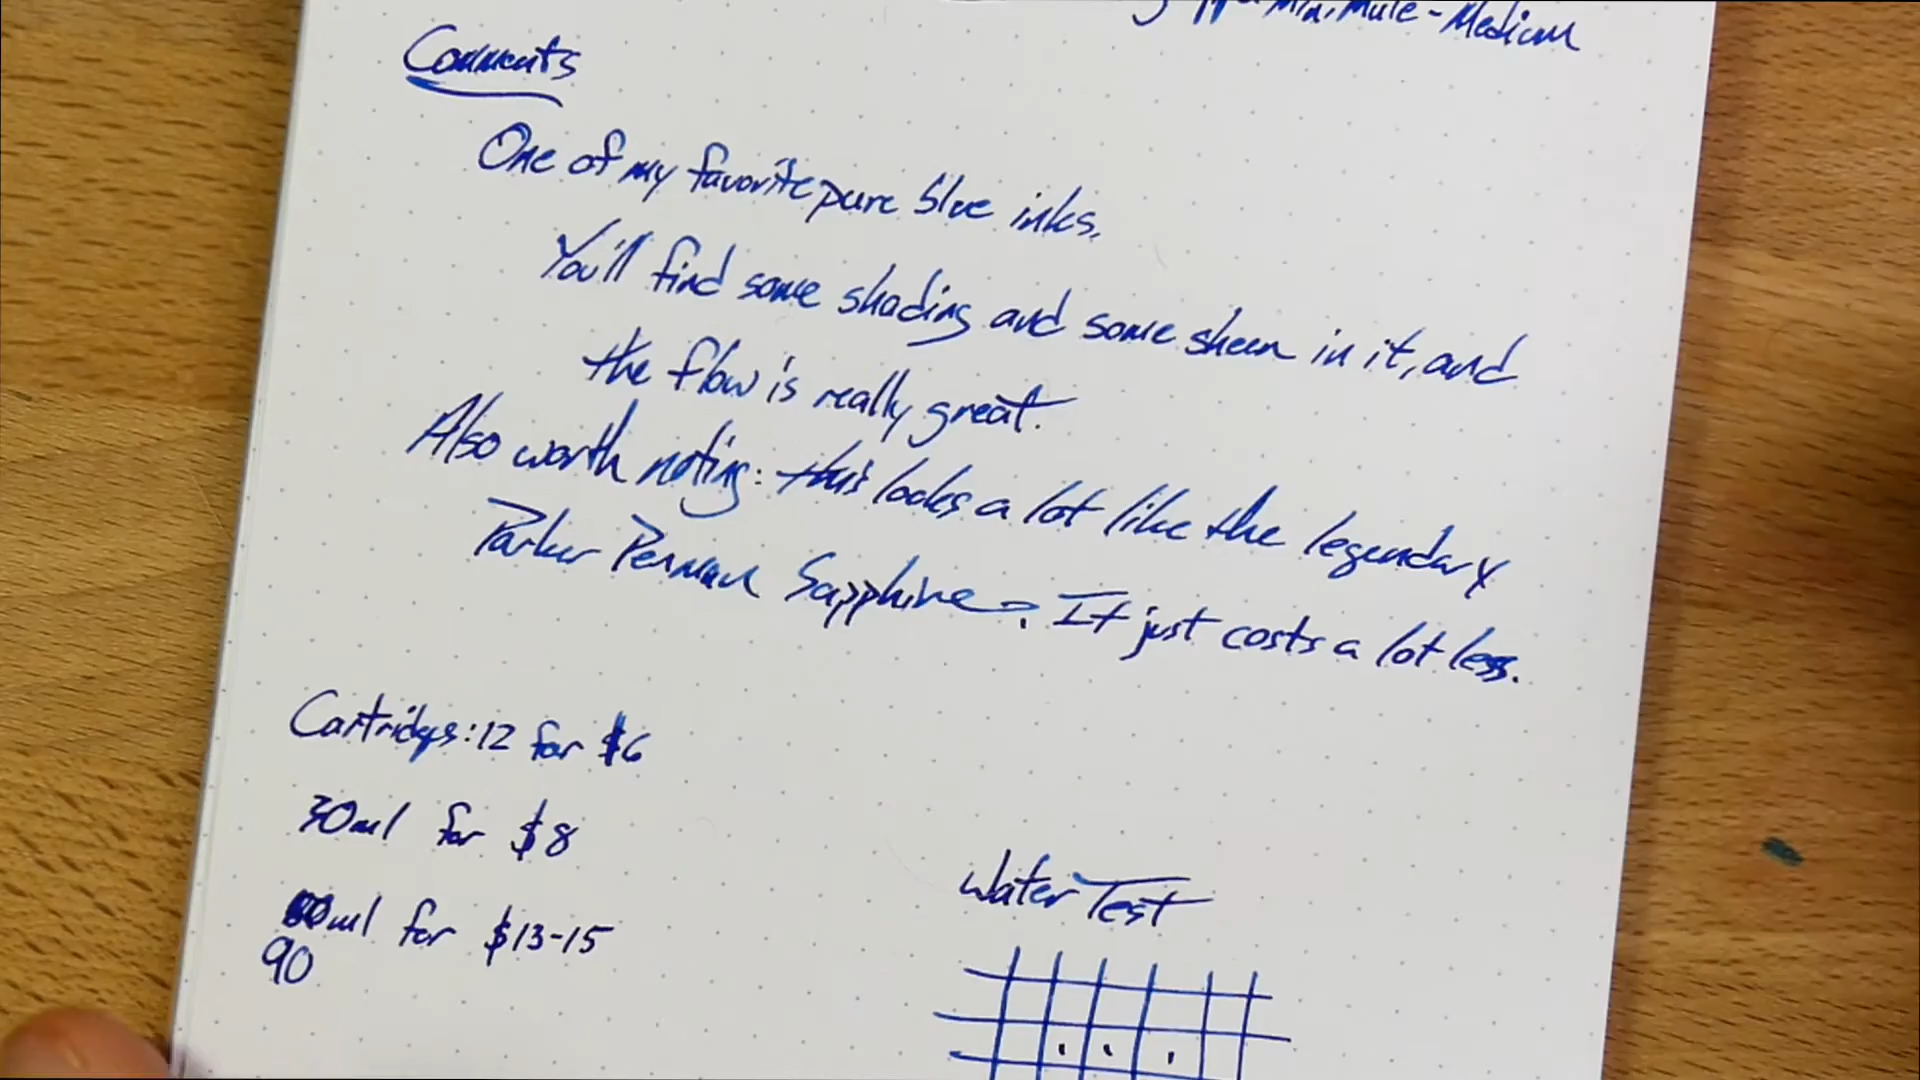 Minimule - Medium
Comments
One of my favorite pure blue inks.
You'll find some shading and some sheen in it, and
the flow is really great.
Also worth noting: this looks a lot like the legendary
Parker Penman Sapphire. It just costs a lot less.
Cartridges: 12 for $6
30ml for $8
ml for $13-15
90
Water Test